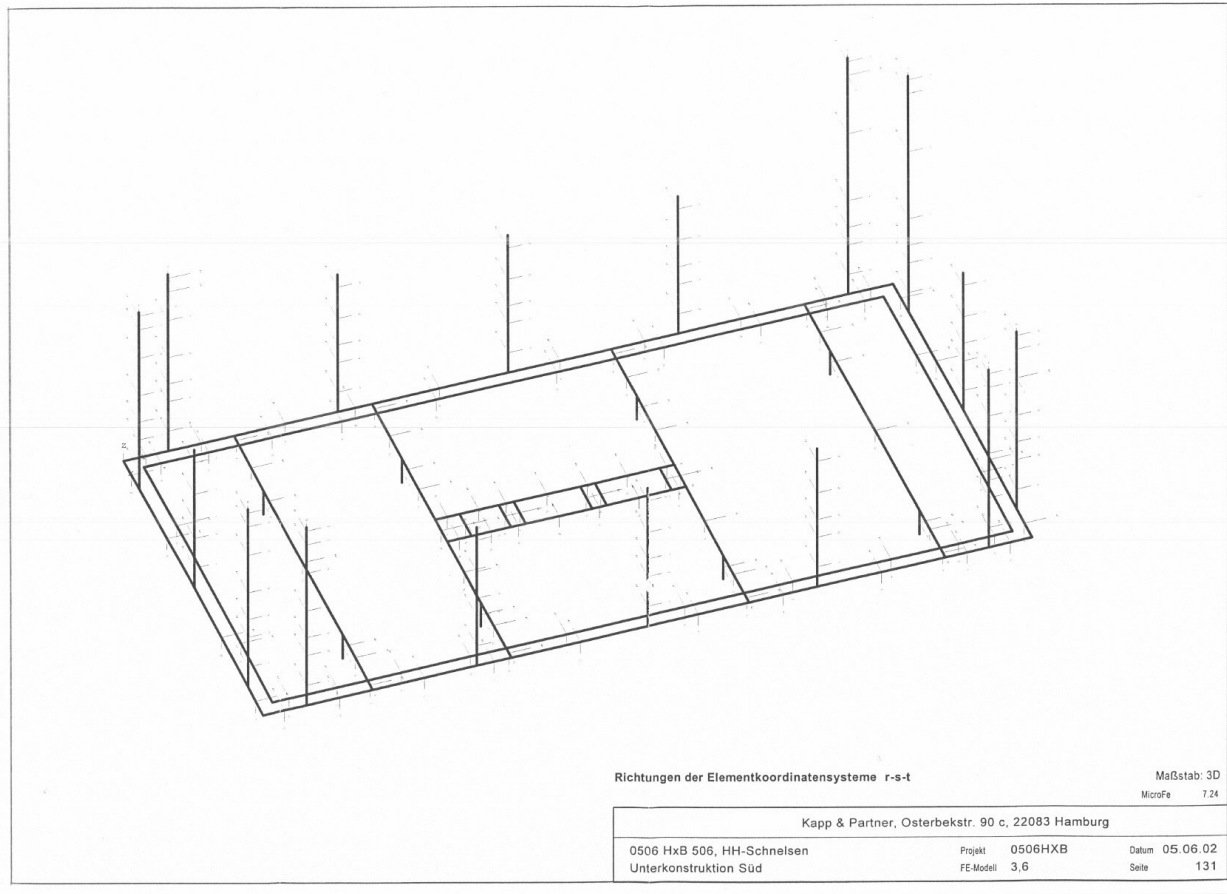 Richtungen der Elementkoordinatensysteme r-s-t
Maßstab: 3D
MicroFe 7.24
Kapp & Partner, Osterbekstr. 90 c, 22083 Hamburg
0506 HxB 506, HH-Schnelsen Projekt 0506HXB Datum 05.06.02
Unterkonstruktion Süd FE-Modell 3,6 Seite 131